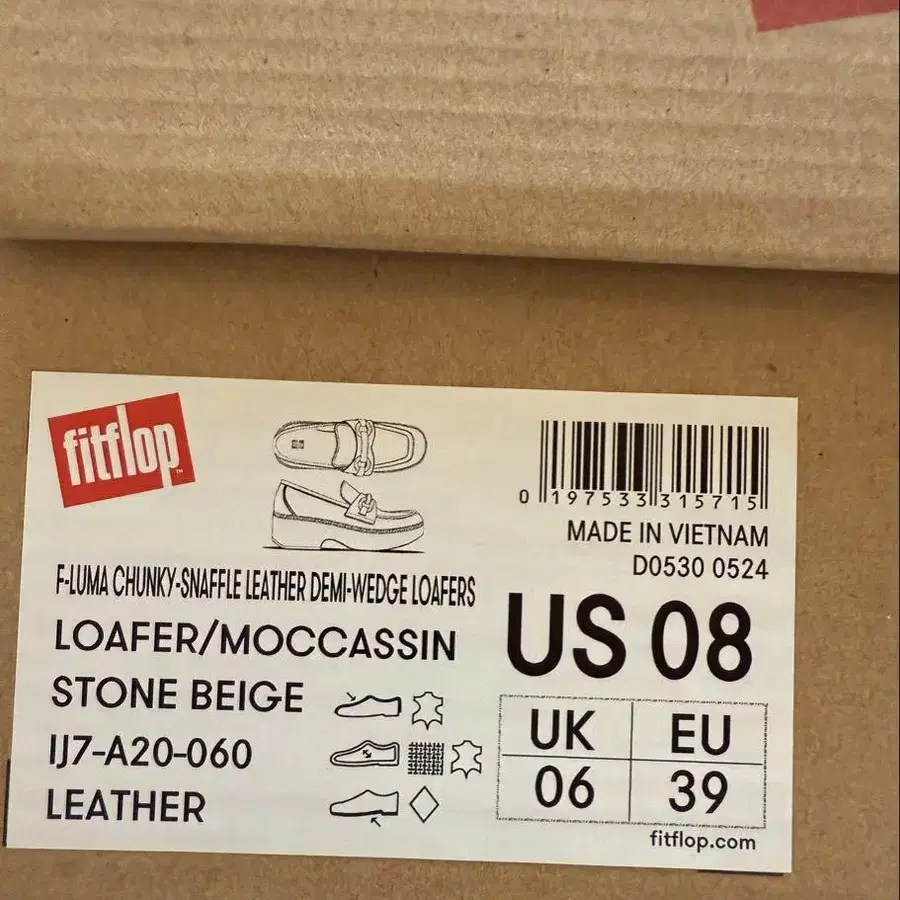 fitflop™
0 197533 315715
MADE IN VIETNAM
D0530 0524
F-LUMA CHUNKY-SNAFFLE LEATHER DEMI-WEDGE LOAFERS
LOAFER/MOCCASSIN
STONE BEIGE
IJ7-A20-060
LEATHER
US 08
UK EU
06 39
fitflop.com